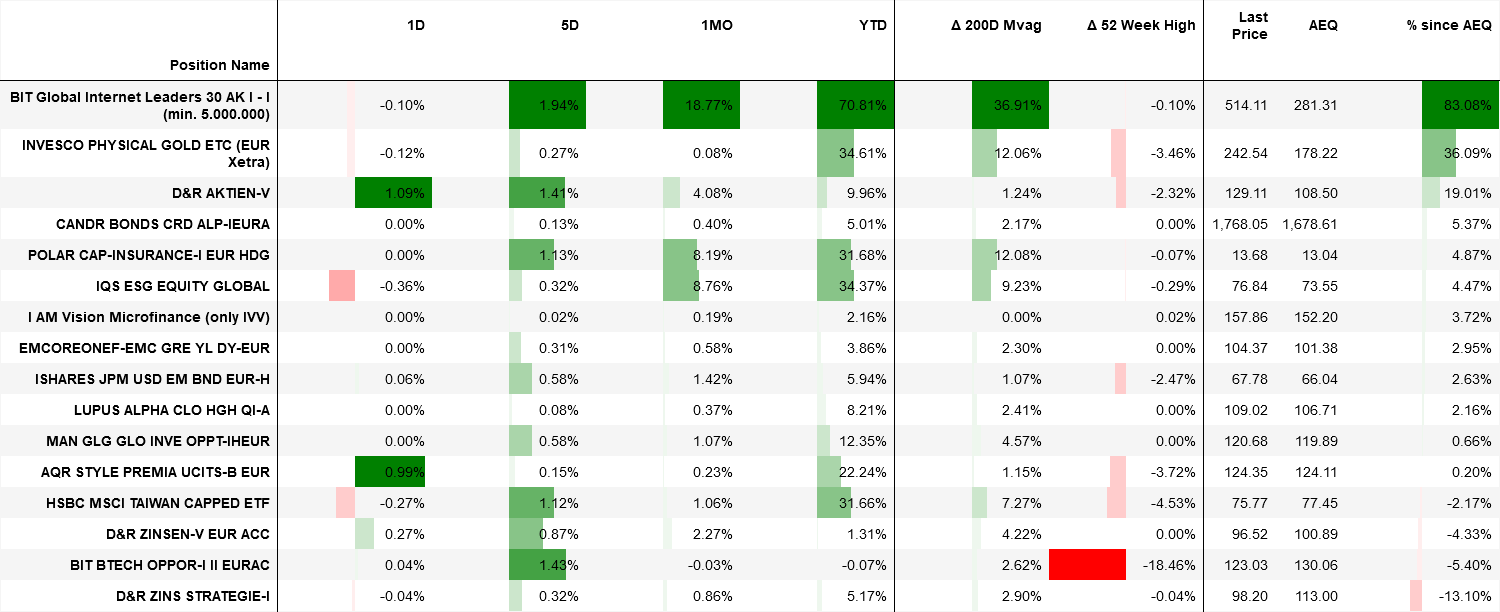 1D 5D 1MO YTD Δ 200D Mvag Δ 52 Week High Last AEQ % since AEQ
Price
Position Name
BIT Global Internet Leaders 30 AK I - I
(min. 5.000.000) -0.10% 1.94% 18.77% 70.81% 36.91% -0.10% 514.11 281.31 83.08%
INVESCO PHYSICAL GOLD ETC (EUR
Xetra) -0.12% 0.27% 0.08% 34.61% 12.06% -3.46% 242.54 178.22 36.09%
D&R AKTIEN-V 1.09% 1.41% 4.08% 9.96% 1.24% -2.32% 129.11 108.50 19.01%
CANDR BONDS CRD ALP-IEURA 0.00% 0.13% 0.40% 5.01% 2.17% 0.00% 1,768.05 1,678.61 5.37%
POLAR CAP-INSURANCE-I EUR HDG 0.00% 1.13% 8.19% 31.68% 12.08% -0.07% 13.68 13.04 4.87%
IQS ESG EQUITY GLOBAL -0.36% 0.32% 8.76% 34.37% 9.23% -0.29% 76.84 73.55 4.47%
I AM Vision Microfinance (only IVV) 0.00% 0.02% 0.19% 2.16% 0.00% 0.02% 157.86 152.20 3.72%
EMCOREONEF-EMC GRE YL DY-EUR 0.00% 0.31% 0.58% 3.86% 2.30% 0.00% 104.37 101.38 2.95%
ISHARES JPM USD EM BND EUR-H 0.06% 0.58% 1.42% 5.94% 1.07% -2.47% 67.78 66.04 2.63%
LUPUS ALPHA CLO HGH QI-A 0.00% 0.08% 0.37% 8.21% 2.41% 0.00% 109.02 106.71 2.16%
MAN GLG GLO INVE OPPT-IHEUR 0.00% 0.58% 1.07% 12.35% 4.57% 0.00% 120.68 119.89 0.66%
AQR STYLE PREMIA UCITS-B EUR 0.99% 0.15% 0.23% 22.24% 1.15% -3.72% 124.35 124.11 0.20%
HSBC MSCI TAIWAN CAPPED ETF -0.27% 1.12% 1.06% 31.66% 7.27% -4.53% 75.77 77.45 -2.17%
D&R ZINSEN-V EUR ACC 0.27% 0.87% 2.27% 1.31% 4.22% 0.00% 96.52 100.89 -4.33%
BIT BTECH OPPOR-I II EURAC 0.04% 1.43% -0.03% -0.07% 2.62% -18.46% 123.03 130.06 -5.40%
D&R ZINS STRATEGIE-I -0.04% 0.32% 0.86% 5.17% 2.90% -0.04% 98.20 113.00 -13.10%